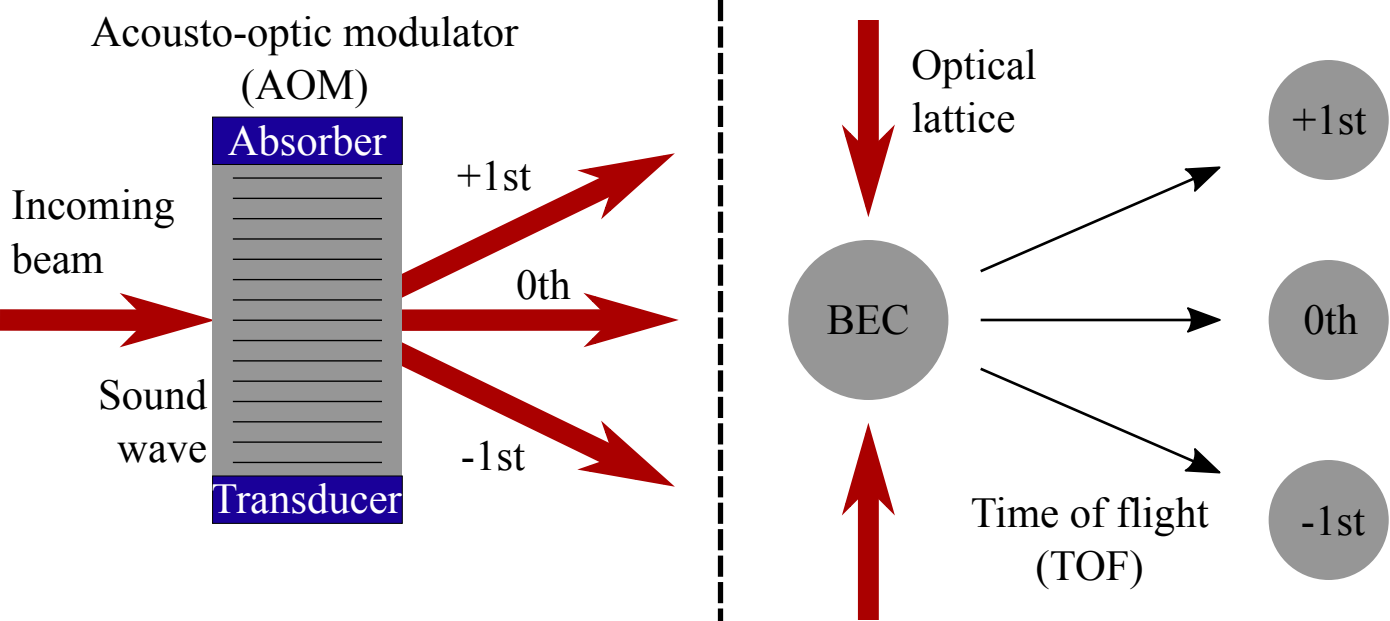 Acousto-optic modulator
(AOM)
Absorber
Incoming
beam
+1st
0th
-1st
Sound
wave
Transducer
Optical
lattice
BEC
+1st
0th
-1st
Time of flight
(TOF)